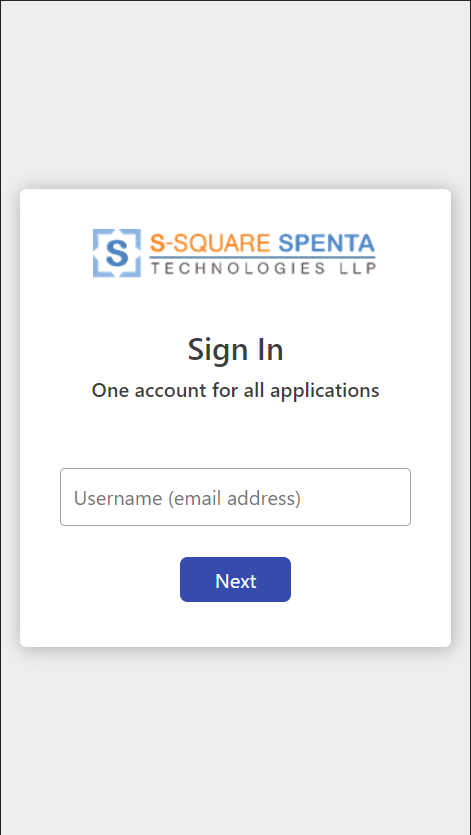 S
S-SQUARE SPENTA
TECHNOLOGIES LLP
Sign In
One account for all applications
Username (email address)
Next